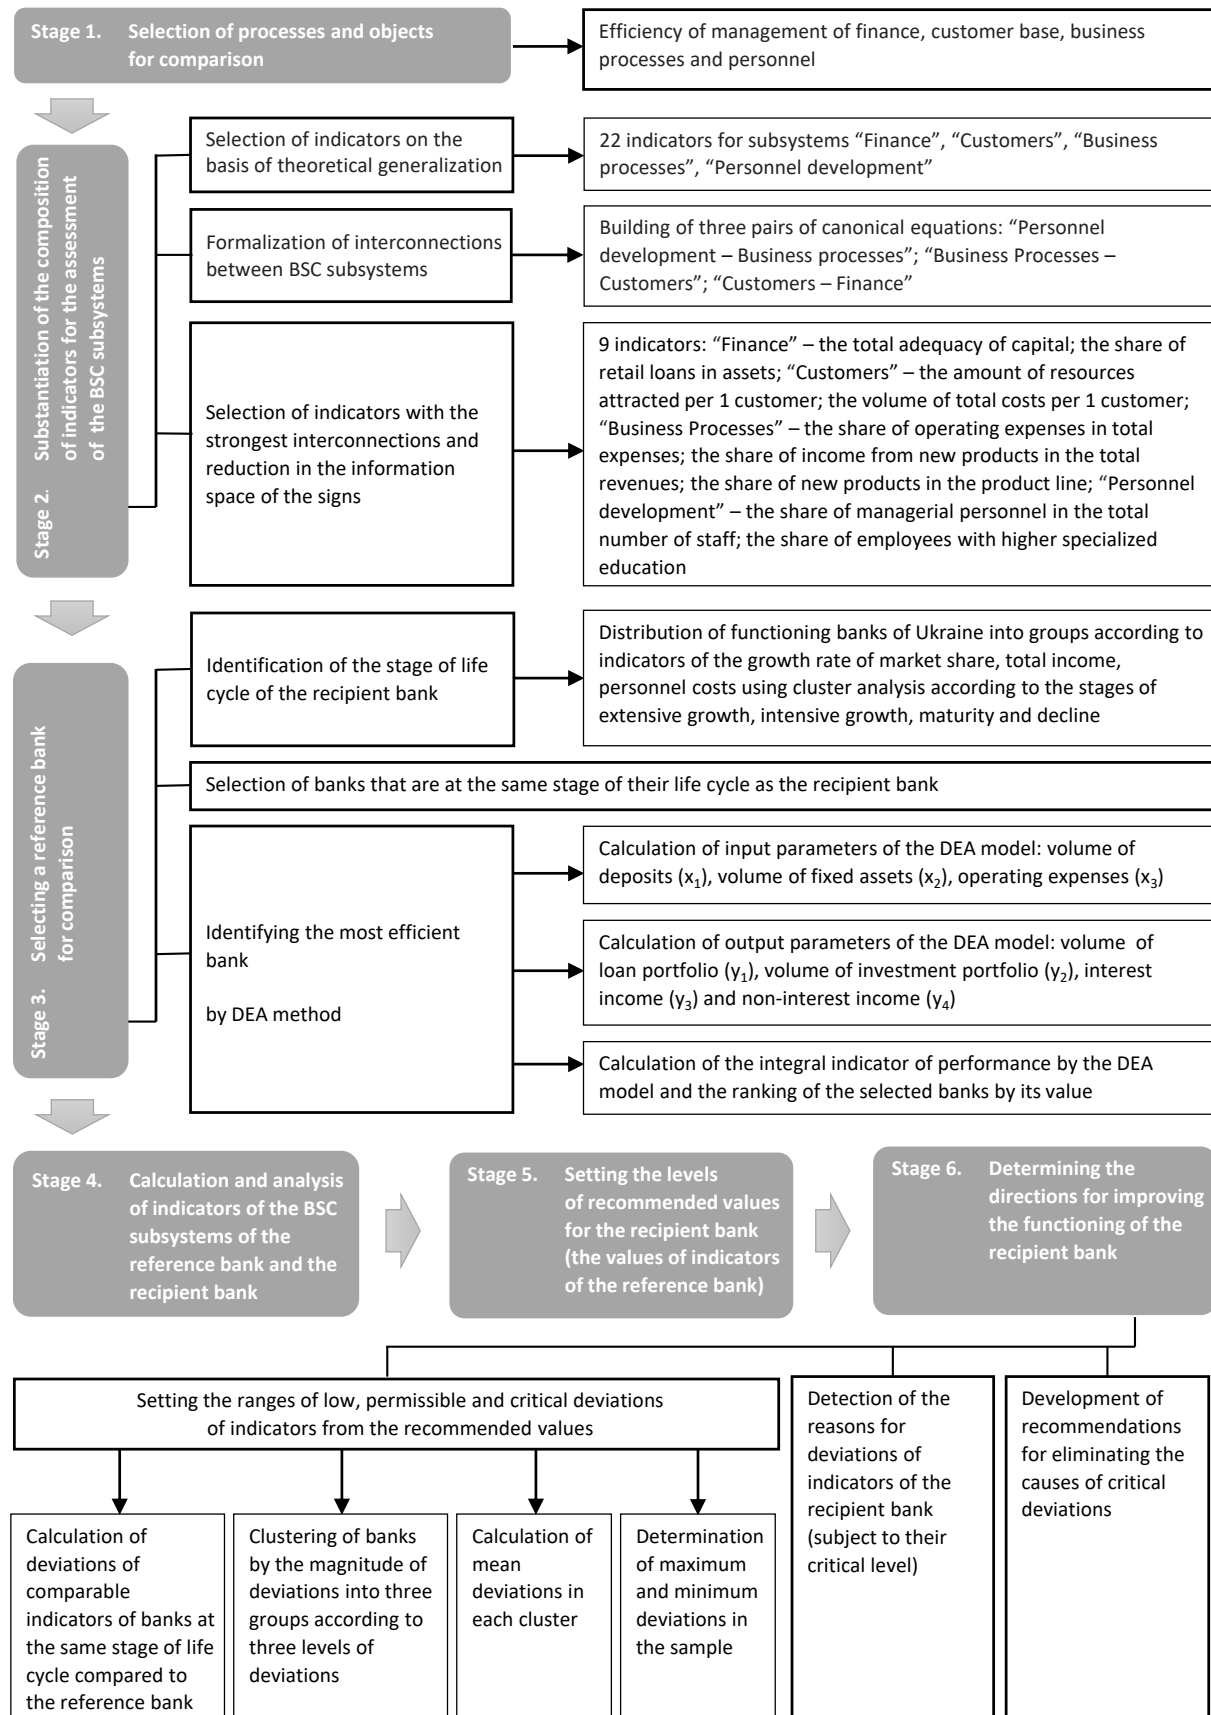 Stage 1. Selection of processes and objects
for comparison
Efficiency of management of finance, customer base, business
processes and personnel
Stage 2. Substantiation of the composition
of indicators for the assessment
of the BSC subsystems
Selection of indicators on the
basis of theoretical generalization
22 indicators for subsystems “Finance”, “Customers”, “Business
processes”, “Personnel development”
Formalization of interconnections
between BSC subsystems
Building of three pairs of canonical equations: “Personnel
development – Business processes”; “Business Processes –
Customers”; “Customers – Finance”
Selection of indicators with the
strongest interconnections and
reduction in the information
space of the signs
9 indicators: “Finance” – the total adequacy of capital; the share of
retail loans in assets; “Customers” – the amount of resources
attracted per 1 customer; the volume of total costs per 1 customer;
“Business Processes” – the share of operating expenses in total
expenses; the share of income from new products in the total
revenues; the share of new products in the product line; “Personnel
development” – the share of managerial personnel in the total
number of staff; the share of employees with higher specialized
education
Stage 3. Selecting a reference bank
for comparison
Identification of the stage of life
cycle of the recipient bank
Distribution of functioning banks of Ukraine into groups according to
indicators of the growth rate of market share, total income,
personnel costs using cluster analysis according to the stages of
extensive growth, intensive growth, maturity and decline
Selection of banks that are at the same stage of their life cycle as the recipient bank
Identifying the most efficient
bank
by DEA method
Calculation of input parameters of the DEA model: volume of
deposits (x₁), volume of fixed assets (x₂), operating expenses (x₃)
Calculation of output parameters of the DEA model: volume of
loan portfolio (y₁), volume of investment portfolio (y₂), interest
income (y₃) and non-interest income (y₄)
Calculation of the integral indicator of performance by the DEA
model and the ranking of the selected banks by its value
Stage 4. Calculation and analysis
of indicators of the BSC
subsystems of the
reference bank and the
recipient bank
Stage 5. Setting the levels
of recommended values
for the recipient bank
(the values of indicators
of the reference bank)
Stage 6. Determining the
directions for improving
the functioning of the
recipient bank
Setting the ranges of low, permissible and critical deviations
of indicators from the recommended values
Calculation of
deviations of
comparable
indicators of banks at
the same stage of life
cycle compared to
the reference bank
Clustering of banks
by the magnitude of
deviations into three
groups according to
three levels of
deviations
Calculation of
mean
deviations in
each cluster
Determination
of maximum
and minimum
deviations in
the sample
Detection of the
reasons for
deviations of
indicators of the
recipient bank
(subject to their
critical level)
Development of
recommendations
for eliminating the
causes of critical
deviations